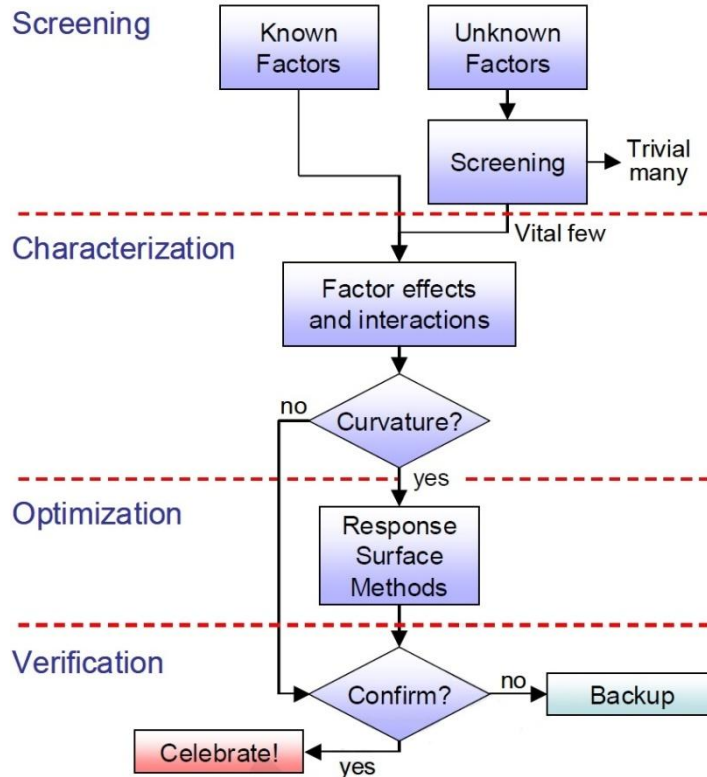 Screening
Known
Factors
Unknown
Factors
Screening
Trivial
many
Vital few
Characterization
Factor effects
and interactions
no
Curvature?
yes
Optimization
Response
Surface
Methods
Verification
Confirm?
no
Backup
Celebrate!
yes